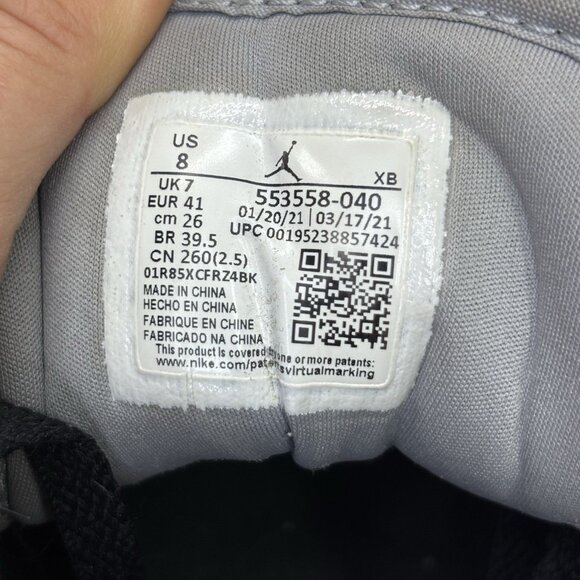 US
8
XB
UK 7
553558-040
EUR 41
01/20/21 | 03/17/21
cm 26
UPC 00195238857424
BR 39.5
CN 260(2.5)
01R85XCFRZ4BK
MADE IN CHINA
HECHO EN CHINA
FABRIQUE EN CHINE
FABRICADO NA CHINA
This product is covered by one or more patents:
www.nike.com/pate svirtualmarking